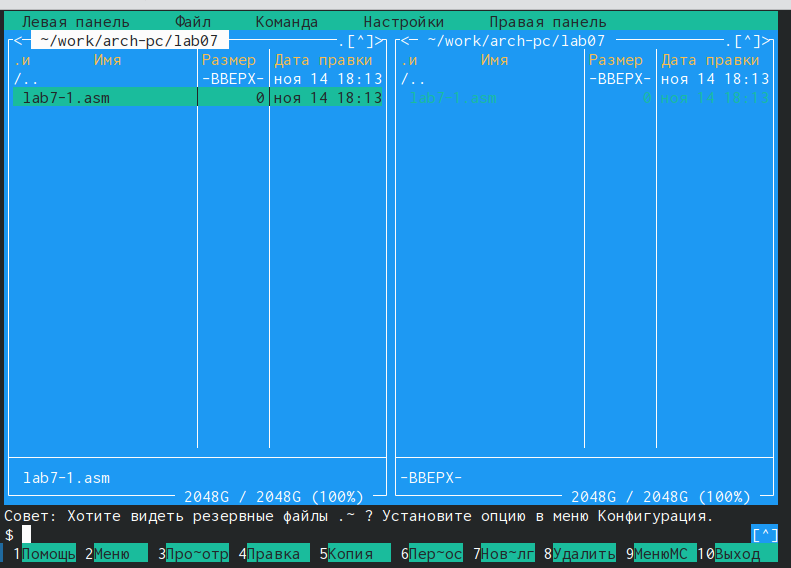 Левая панель Файл Команда Настройки Правая панель
<─ ~/work/arch-pc/lab07 ─.[^]> <─ ~/work/arch-pc/lab07 ─.[^]>
.и Имя Размер Дата правки .и Имя Размер Дата правки
/.. -ВВЕРХ- ноя 14 18:13 /.. -ВВЕРХ- ноя 14 18:13
lab7-1.asm 0 ноя 14 18:13 lab7-1.asm 0 ноя 14 18:13
lab7-1.asm -ВВЕРХ-
2048G / 2048G (100%) 2048G / 2048G (100%)
Совет: Хотите видеть резервные файлы .~ ? Установите опцию в меню Конфигурация.
$ [^]
1Помощь 2Меню 3Про~отр 4Правка 5Копия 6Пер~ос 7Нов~лг 8Удалить 9МенюМС 10Выход